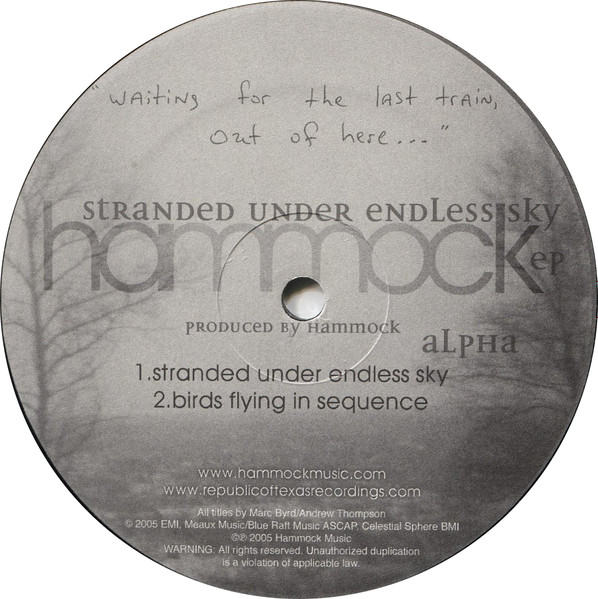 "waiting for the last train,
out of here..."
stranded under endless sky
hammock ep
produced by hammock
alpha
1.stranded under endless sky
2.birds flying in sequence
www.hammockmusic.com
www.republicoftexasrecordings.com
All titles by Marc Byrd/Andrew Thompson
© 2005 EMI, Meaux Music/Blue Raft Music ASCAP, Celestial Sphere BMI
©℗ 2005 Hammock Music
WARNING: All rights reserved. Unauthorized duplication
is a violation of applicable law.